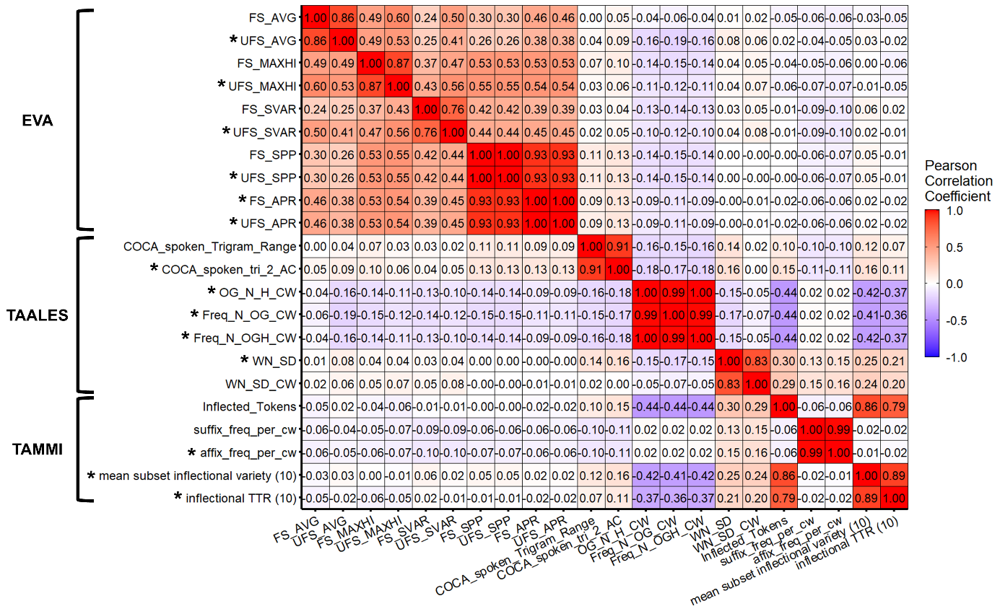 FS_AVG 1.00 0.86 0.49 0.60 0.24 0.50 0.30 0.30 0.46 0.46 0.00 0.05 -0.04 -0.06 -0.04 0.01 0.02 -0.05 -0.06 -0.06 -0.03 -0.05
* UFS_AVG 0.86 1.00 0.49 0.53 0.25 0.41 0.26 0.26 0.38 0.38 0.04 0.09 -0.16 -0.19 -0.16 0.08 0.06 0.02 -0.04 -0.05 0.03 -0.02
FS_MAXHI 0.49 0.49 1.00 0.87 0.37 0.47 0.53 0.53 0.53 0.53 0.07 0.10 -0.14 -0.15 -0.14 0.04 0.05 -0.04 -0.05 -0.06 0.00 -0.06
* UFS_MAXHI 0.60 0.53 0.87 1.00 0.43 0.56 0.55 0.55 0.54 0.54 0.03 0.06 -0.11 -0.12 -0.11 0.04 0.07 -0.06 -0.07 -0.07 -0.01 -0.05
FS_SVAR 0.24 0.25 0.37 0.43 1.00 0.76 0.42 0.42 0.39 0.39 0.03 0.04 -0.13 -0.14 -0.13 0.03 0.05 -0.01 -0.09 -0.10 0.06 0.02
EVA
* UFS_SVAR 0.50 0.41 0.47 0.56 0.76 1.00 0.44 0.44 0.45 0.45 0.02 0.05 -0.10 -0.12 -0.10 0.04 0.08 -0.01 -0.09 -0.10 0.02 -0.01
FS_SPP 0.30 0.26 0.53 0.55 0.42 0.44 1.00 1.00 0.93 0.93 0.11 0.13 -0.14 -0.15 -0.14 0.00 -0.00 -0.00 -0.06 -0.07 0.05 -0.01
* UFS_SPP 0.30 0.26 0.53 0.55 0.42 0.44 1.00 1.00 0.93 0.93 0.11 0.13 -0.14 -0.15 -0.14 0.00 -0.00 -0.00 -0.06 -0.07 0.05 -0.01
* FS_APR 0.46 0.38 0.53 0.54 0.39 0.45 0.93 0.93 1.00 1.00 0.09 0.13 -0.09 -0.11 -0.09 -0.00 -0.01 -0.02 -0.06 -0.06 0.02 -0.02
* UFS_APR 0.46 0.38 0.53 0.54 0.39 0.45 0.93 0.93 1.00 1.00 0.09 0.13 -0.09 -0.11 -0.09 -0.00 -0.01 -0.02 -0.06 -0.06 0.02 -0.02
COCA_spoken_Trigram_Range 0.00 0.04 0.07 0.03 0.03 0.02 0.11 0.11 0.09 0.09 1.00 0.91 -0.16 -0.15 -0.16 0.14 0.02 0.10 -0.10 -0.10 0.12 0.07
* COCA_spoken_tri_2_AC 0.05 0.09 0.10 0.06 0.04 0.05 0.13 0.13 0.13 0.13 0.91 1.00 -0.18 -0.17 -0.18 0.16 0.00 0.15 -0.11 -0.11 0.16 0.11
* OG_N_H_CW -0.04 -0.16 -0.14 -0.11 -0.13 -0.10 -0.14 -0.14 -0.09 -0.09 -0.16 -0.18 1.00 0.99 1.00 -0.15 -0.05 -0.44 0.02 0.02 -0.42 -0.37
TAALES
* Freq_N_OG_CW -0.06 -0.19 -0.15 -0.12 -0.14 -0.12 -0.15 -0.15 -0.11 -0.11 -0.15 -0.17 0.99 1.00 0.99 -0.17 -0.07 -0.44 0.02 0.02 -0.41 -0.36
* Freq_N_OGH_CW -0.04 -0.16 -0.14 -0.11 -0.13 -0.10 -0.14 -0.14 -0.09 -0.09 -0.16 -0.18 1.00 0.99 1.00 -0.15 -0.05 -0.44 0.02 0.02 -0.42 -0.37
* WN_SD 0.01 0.08 0.04 0.04 0.03 0.04 0.00 0.00 -0.00 -0.00 0.14 0.16 -0.15 -0.17 -0.15 1.00 0.83 0.30 0.13 0.15 0.25 0.21
WN_SD_CW 0.02 0.06 0.05 0.07 0.05 0.08 -0.00 -0.00 -0.01 -0.01 0.02 0.00 -0.05 -0.07 -0.05 0.83 1.00 0.29 0.15 0.16 0.24 0.20
Inflected_Tokens -0.05 0.02 -0.04 -0.06 -0.01 -0.01 -0.00 -0.00 -0.02 -0.02 0.10 0.15 -0.44 -0.44 -0.44 0.30 0.29 1.00 -0.06 -0.06 0.86 0.79
suffix_freq_per_cw -0.06 -0.04 -0.05 -0.07 -0.09 -0.09 -0.06 -0.06 -0.06 -0.06 -0.10 -0.11 0.02 0.02 0.02 0.13 0.15 -0.06 1.00 0.99 -0.02 -0.02
TAMMI
* affix_freq_per_cw -0.06 -0.05 -0.06 -0.07 -0.10 -0.10 -0.07 -0.07 -0.06 -0.06 -0.10 -0.11 0.02 0.02 0.02 0.15 0.16 -0.06 0.99 1.00 -0.01 -0.02
* mean subset inflectional variety (10) -0.03 0.03 0.00 -0.01 0.06 0.02 0.05 0.05 0.02 0.02 0.12 0.16 -0.42 -0.41 -0.42 0.25 0.24 0.86 -0.02 -0.01 1.00 0.89
* inflectional TTR (10) -0.05 -0.02 -0.06 -0.05 0.02 -0.01 -0.01 -0.01 -0.02 -0.02 0.07 0.11 -0.37 -0.36 -0.37 0.21 0.20 0.79 -0.02 -0.02 0.89 1.00
FS_AVG
UFS_AVG
FS_MAXHI
UFS_MAXHI
FS_SVAR
UFS_SVAR
FS_SPP
UFS_SPP
FS_APR
UFS_APR
COCA_spoken_Trigram_Range
COCA_spoken_tri_2_AC
OG_N_H_CW
Freq_N_OG_CW
Freq_N_OGH_CW
WN_SD
WN_SD_CW
Inflected_Tokens
suffix_freq_per_cw
affix_freq_per_cw
mean subset inflectional variety (10)
inflectional TTR (10)
Pearson
Correlation
Coefficient
1.0
0.5
0.0
-0.5
-1.0